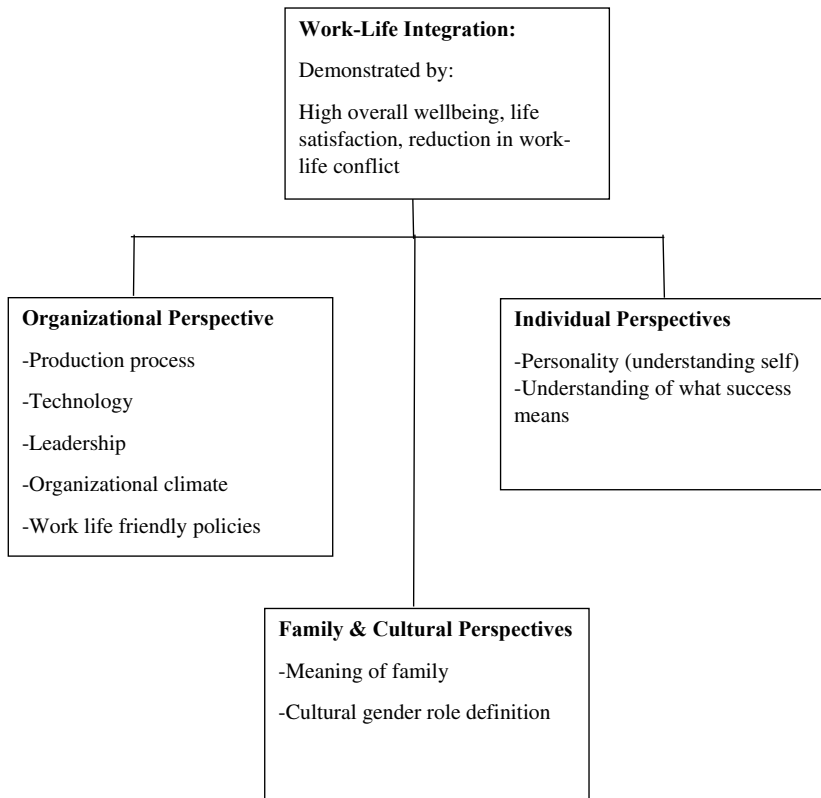 Work-Life Integration:
Demonstrated by:
High overall wellbeing, life
satisfaction, reduction in work-
life conflict
Organizational Perspective
-Production process
-Technology
-Leadership
-Organizational climate
-Work life friendly policies
Individual Perspectives
-Personality (understanding self)
-Understanding of what success
means
Family & Cultural Perspectives
-Meaning of family
-Cultural gender role definition